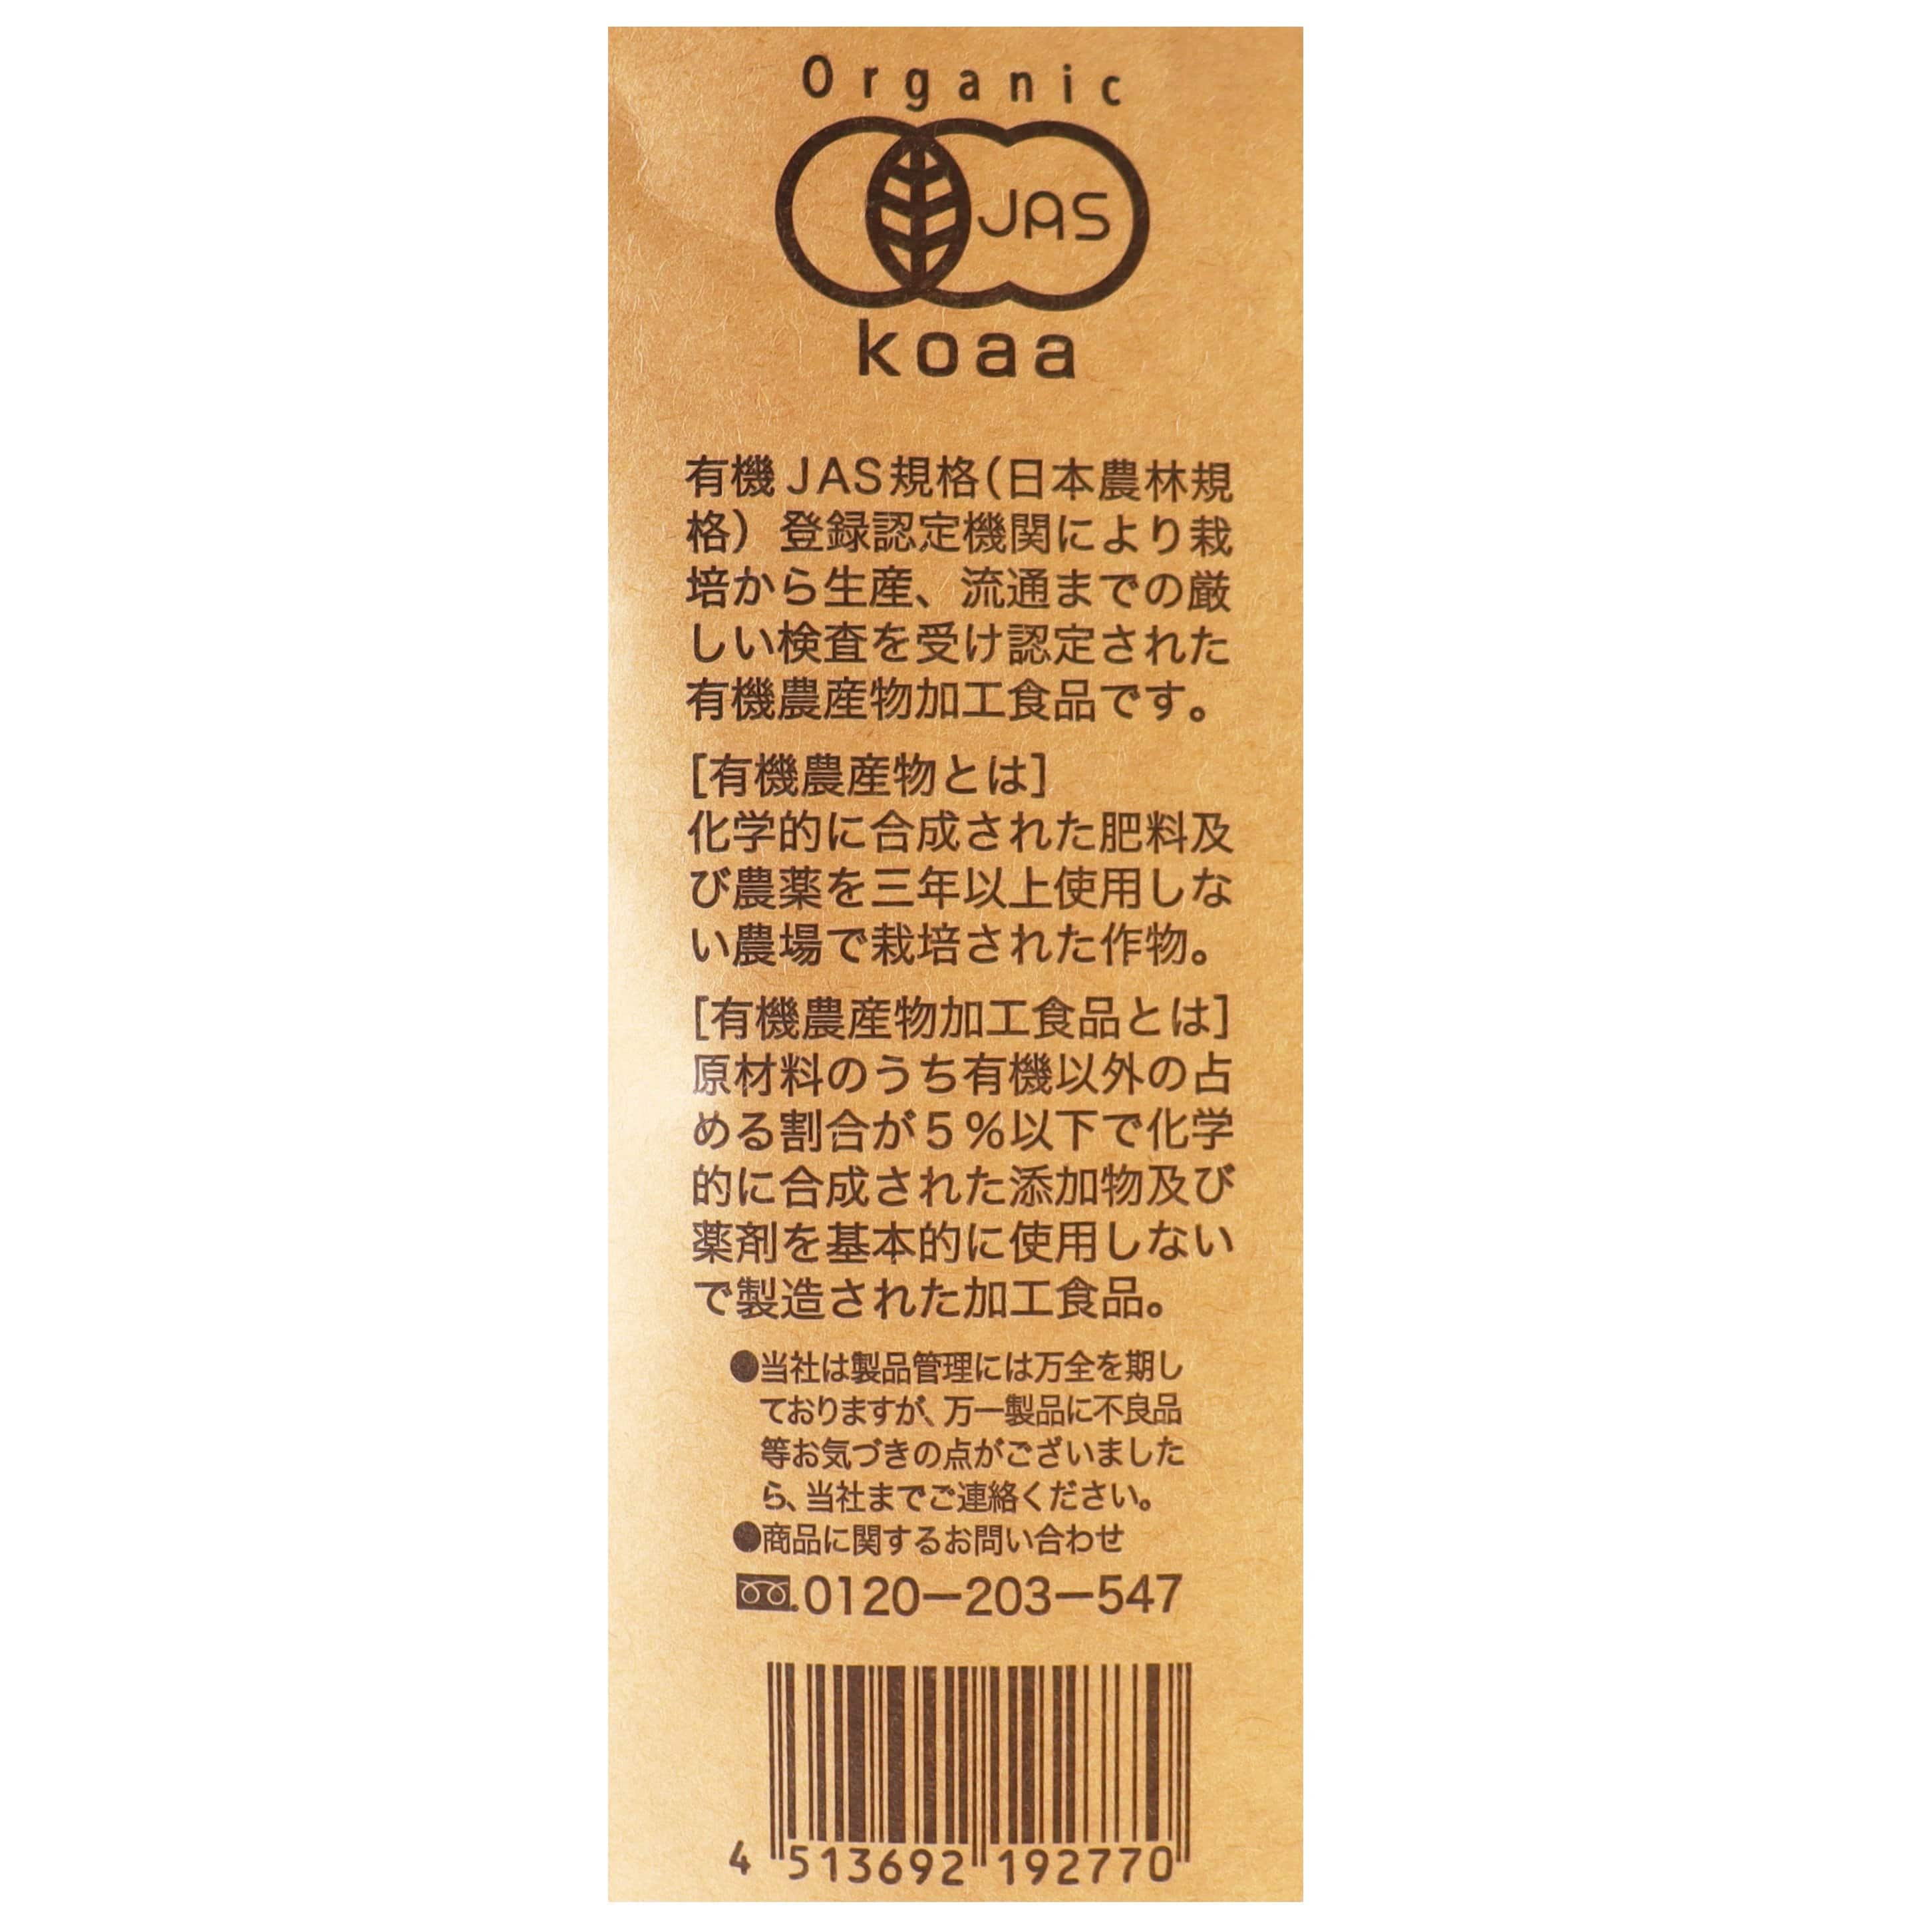 Organic
JAS
koaa
有機JAS規格(日本農林規
格) 登録認定機関により栽
培から生産、流通までの厳
しい検査を受け認定された
有機農産物加工食品です。
[有機農産物とは]
化学的に合成された肥料及
び農薬を三年以上使用しな
い農場で栽培された作物。
[有機農産物加工食品とは]
原材料のうち有機以外の占
める割合が5%以下で化学
的に合成された添加物及び
薬剤を基本的に使用しない
で製造された加工食品。
●当社は製品管理には万全を期し
ておりますが、万一製品に不良品
等お気づきの点がございました
ら、当社までご連絡ください。
●商品に関するお問い合わせ
0120-203-547
4 513692 192770